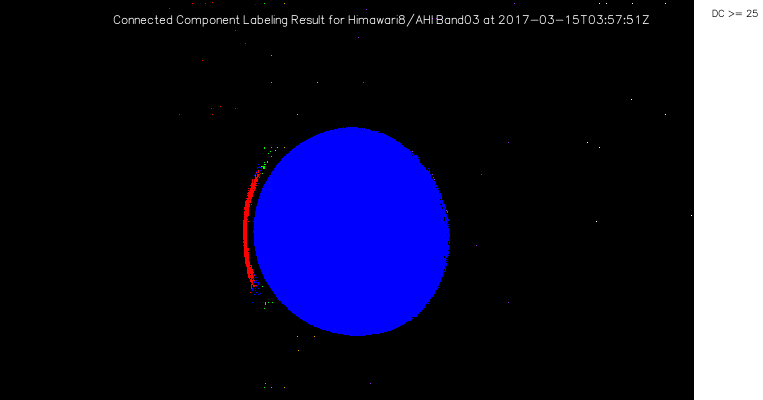 Connected Component Labeling Result for Himawari8/AHI Band03 at 2017-03-15T03:57:51Z
DC >= 25